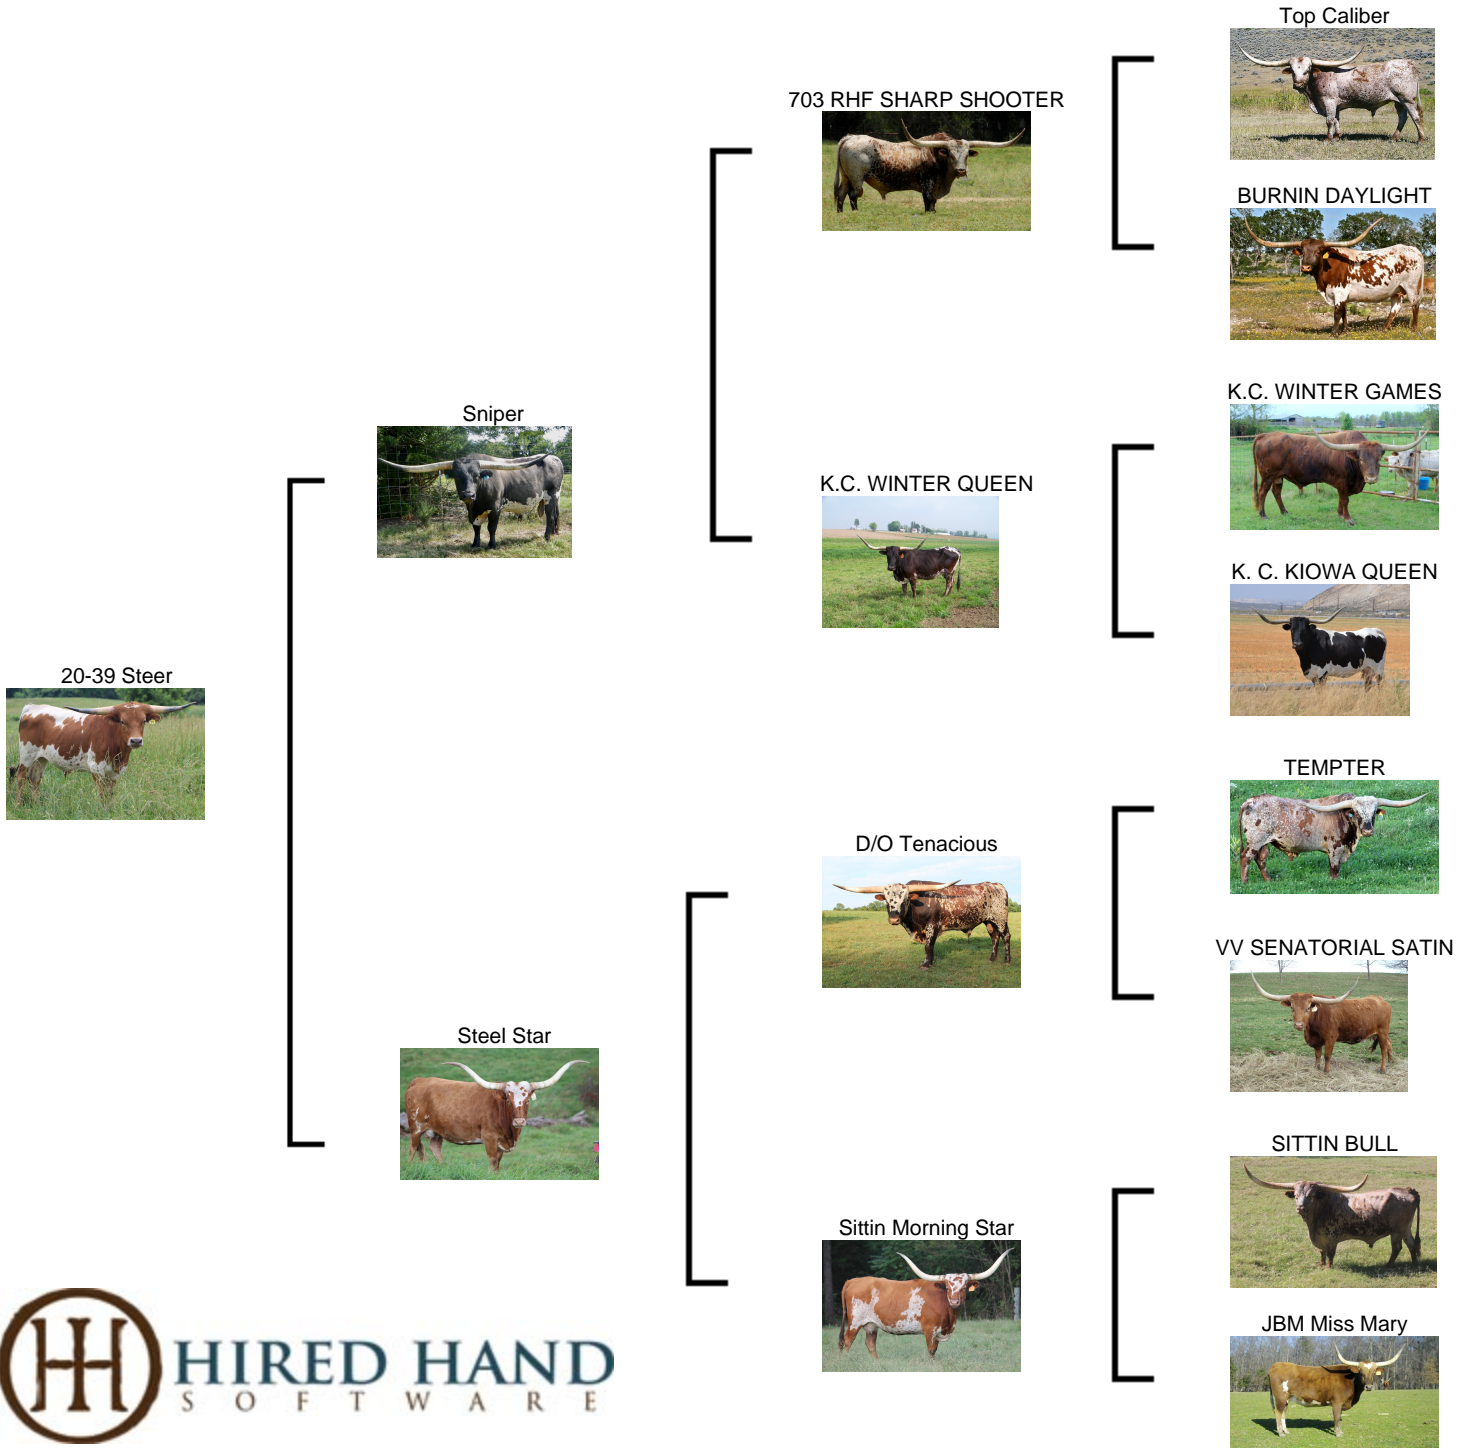 Top Caliber
703 RHF SHARP SHOOTER
BURNIN DAYLIGHT
K.C. WINTER GAMES
Sniper
K.C. WINTER QUEEN
K. C. KIOWA QUEEN
20-39 Steer
TEMPTER
D/O Tenacious
VV SENATORIAL SATIN
Steel Star
SITTIN BULL
Sittin Morning Star
JBM Miss Mary
HIRED HAND
SOFTWARE